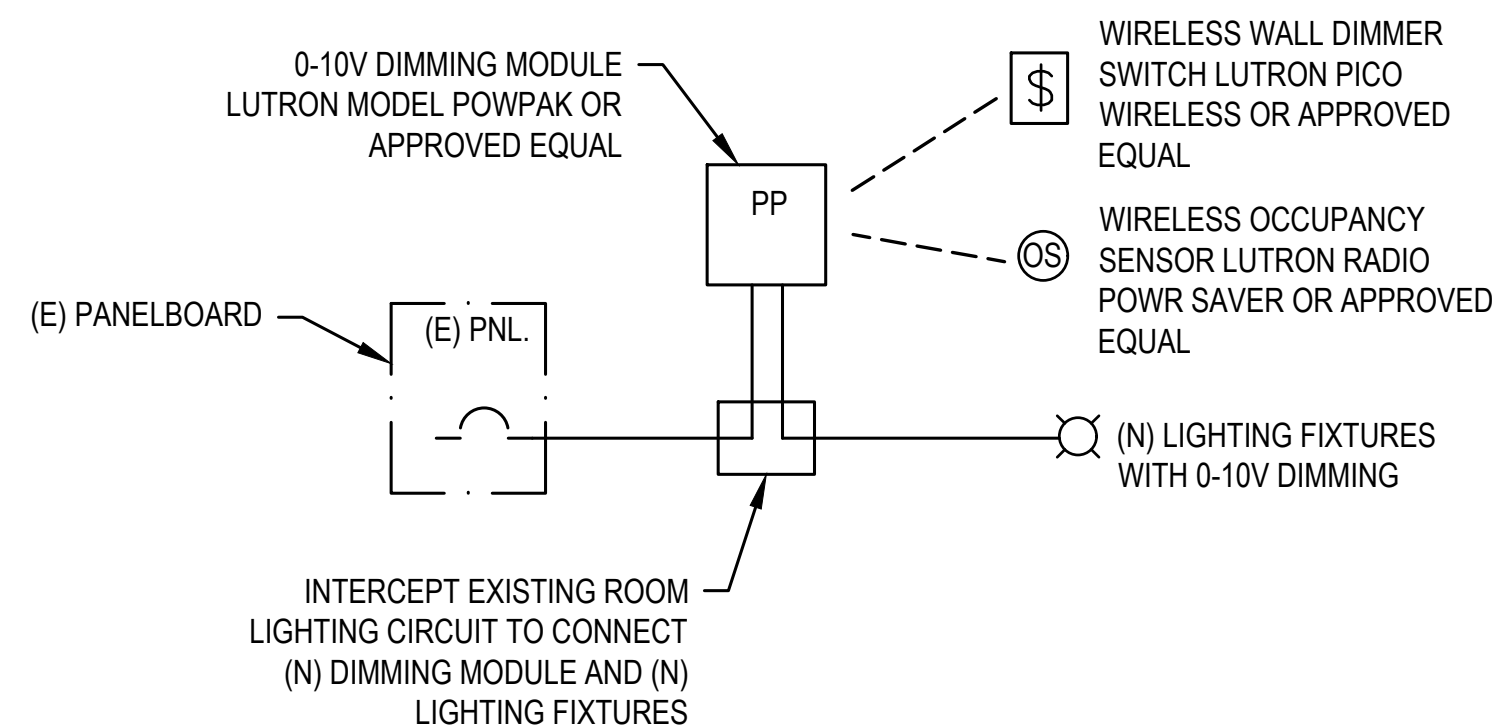 0-10V DIMMING MODULE
LUTRON MODEL POWPAK OR
APPROVED EQUAL
PP
$
WIRELESS WALL DIMMER
SWITCH LUTRON PICO
WIRELESS OR APPROVED
EQUAL
OS
WIRELESS OCCUPANCY
SENSOR LUTRON RADIO
POWR SAVER OR APPROVED
EQUAL
(E) PANELBOARD
(E) PNL.
(N) LIGHTING FIXTURES
WITH 0-10V DIMMING
INTERCEPT EXISTING ROOM
LIGHTING CIRCUIT TO CONNECT
(N) DIMMING MODULE AND (N)
LIGHTING FIXTURES